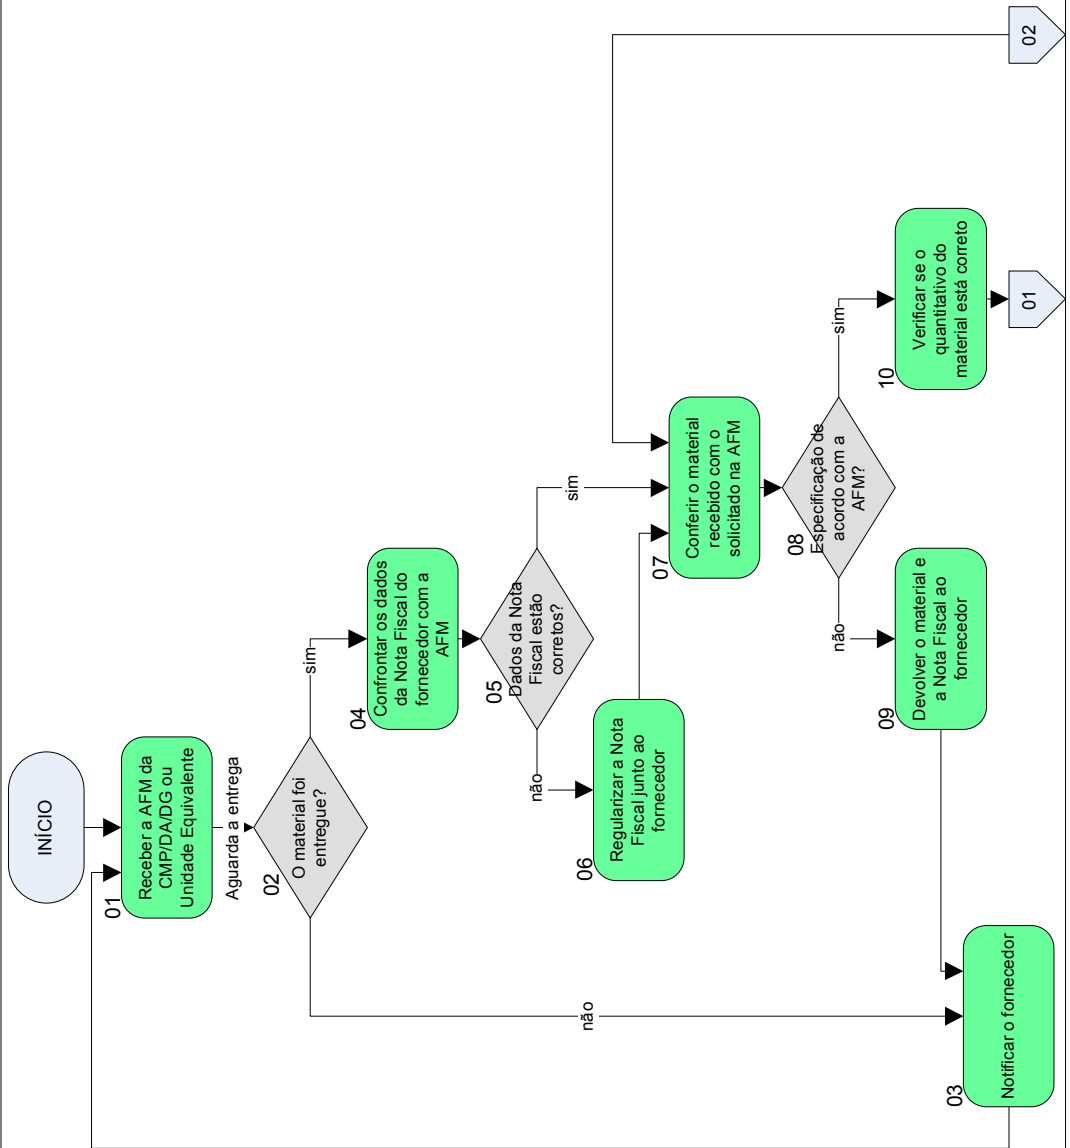 INÍCIO
01
Receber a AFM da
CMP/DA/DG ou
Unidade Equivalente
Aguarda a entrega
02
O material foi
entregue?
não
sim
03
Notificar o fornecedor
04
Confrontar os dados
da Nota Fiscal do
fornecedor com a
AFM
05
Dados da Nota
Fiscal estão
corretos?
não
sim
06
Regularizar a Nota
Fiscal junto ao
fornecedor
07
Conferir o material
recebido com o
solicitado na AFM
08
Especificação de
acordo com a
AFM?
não
sim
09
Devolver o material e
a Nota Fiscal ao
fornecedor
10
Verificar se o
quantitativo do
material está correto
01
02